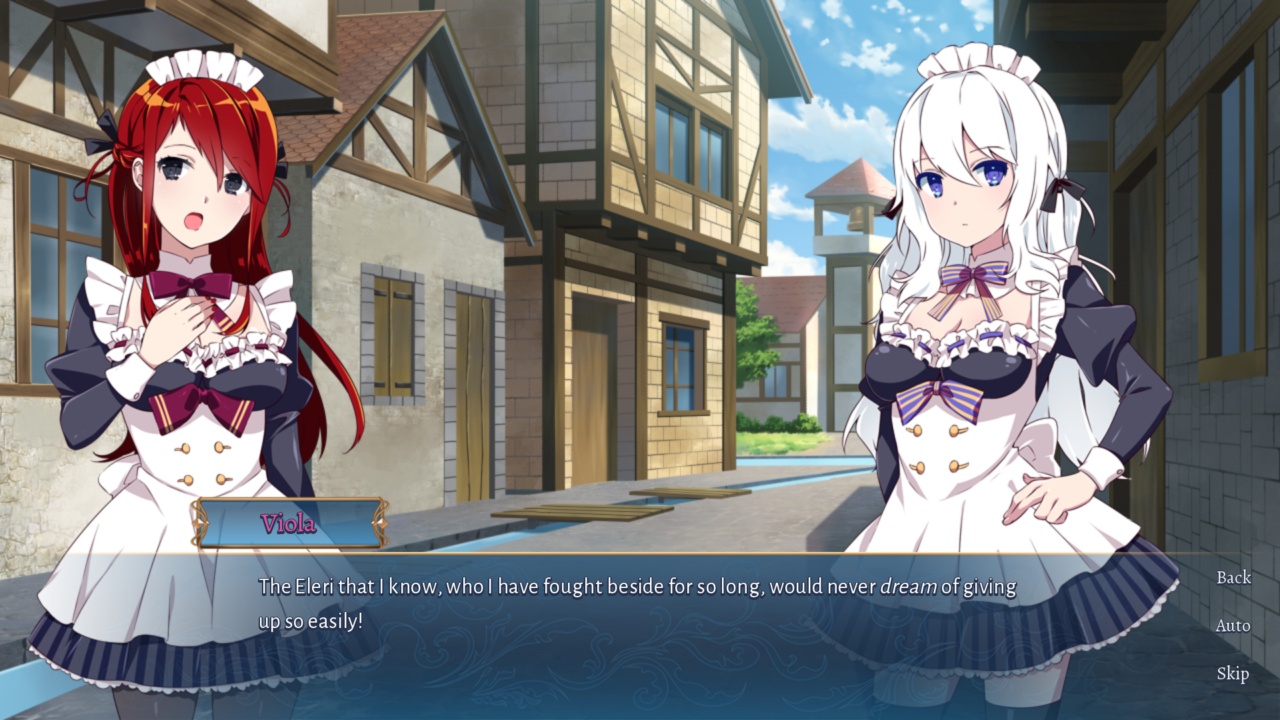 Viola
The Eleri that I know, who I have fought beside for so long, would never dream of giving
up so easily!
Back
Auto
Skip